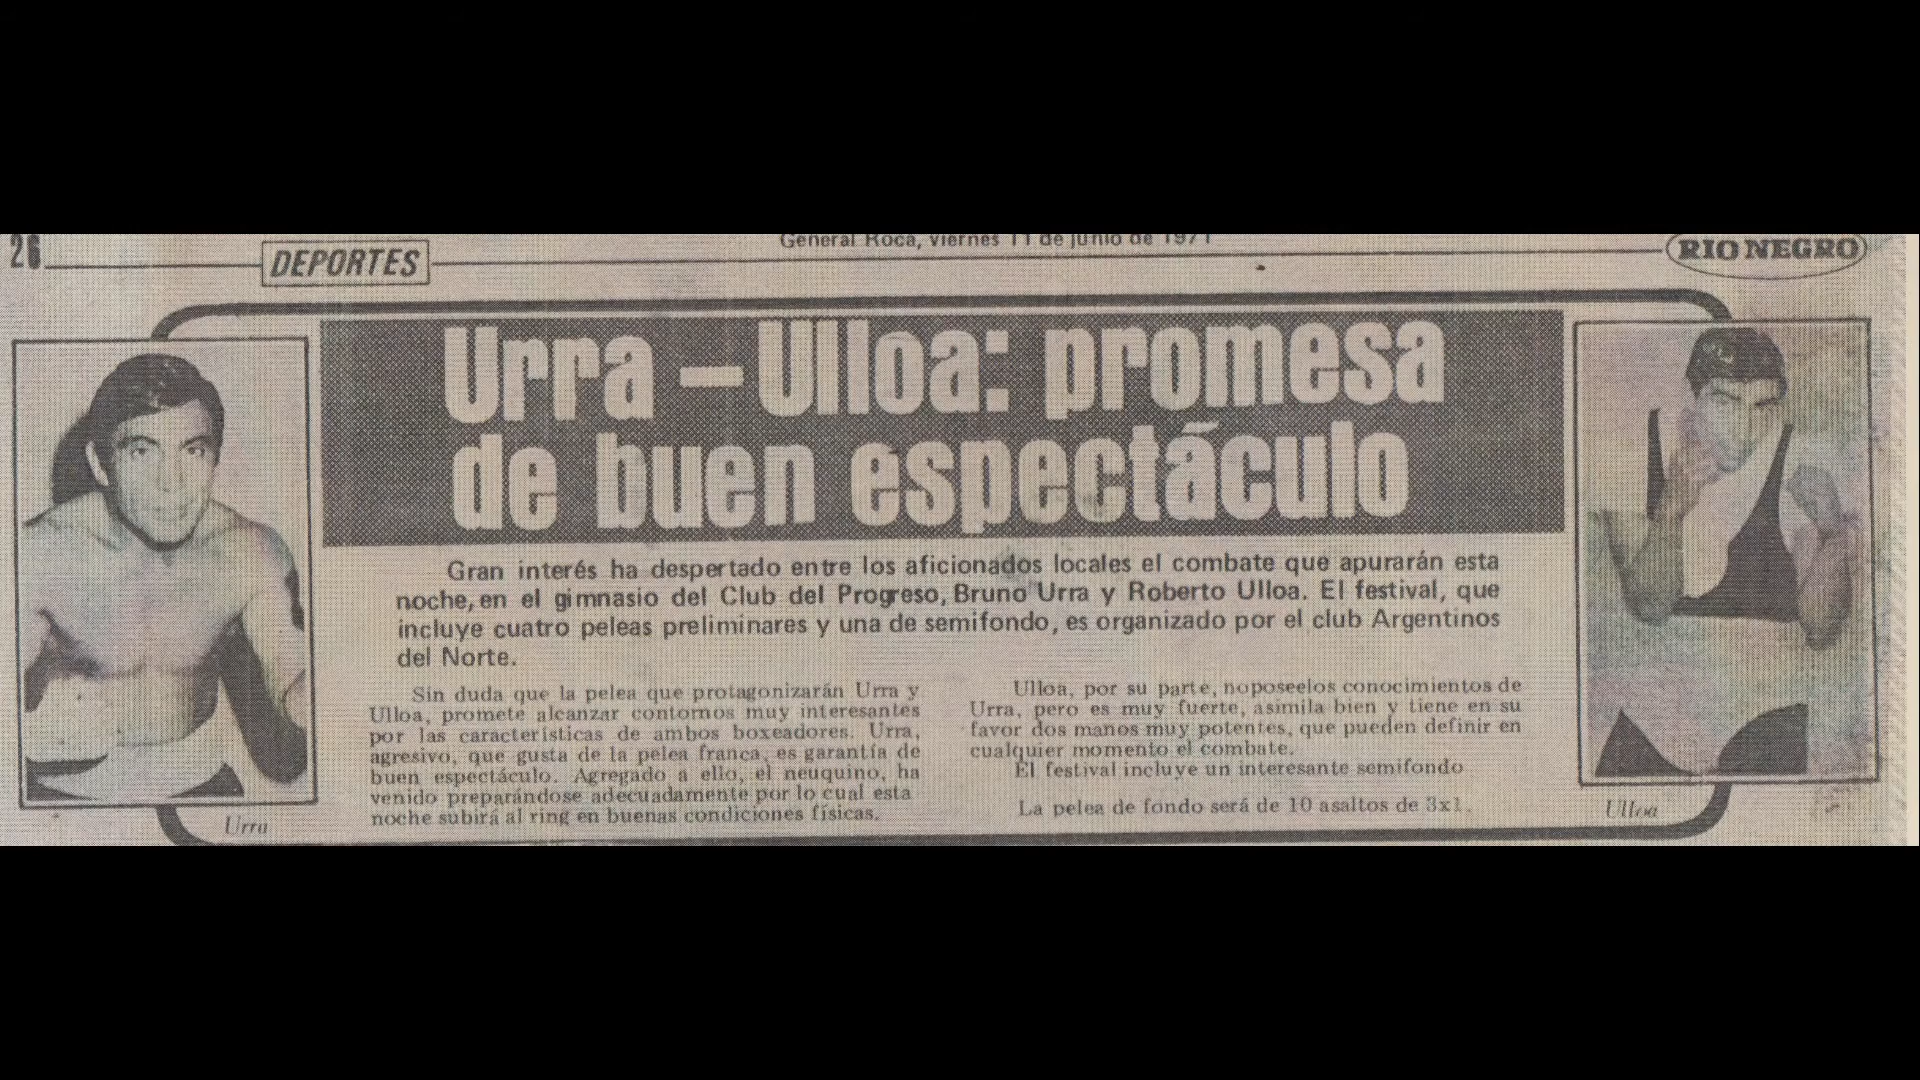 26
DEPORTES
General Roca, viernes 11 de junio de 1971
RIO NEGRO
Urra – Ulloa: promesa
de buen espectáculo
Gran interés ha despertado entre los aficionados locales el combate que apurarán esta
noche, en el gimnasio del Club del Progreso, Bruno Urra y Roberto Ulloa. El festival, que
incluye cuatro peleas preliminares y una de semifondo, es organizado por el club Argentinos
del Norte.
Sin duda que la pelea que protagonizarán Urra y
Ulloa, promete alcanzar contornos muy interesantes
por las características de ambos boxeadores. Urra,
agresivo, que gusta de la pelea franca, es garantía de
buen espectáculo. Agregado a ello, el neuquino, ha
venido preparándose adecuadamente por lo cual esta
noche subirá al ring en buenas condiciones físicas.
Ulloa, por su parte, no posee los conocimientos de
Urra, pero es muy fuerte, asimila bien y tiene en su
favor dos manos muy potentes, que pueden definir en
cualquier momento el combate.
El festival incluye un interesante semifondo
La pelea de fondo será de 10 asaltos de 3x1.
Urra
Ulloa